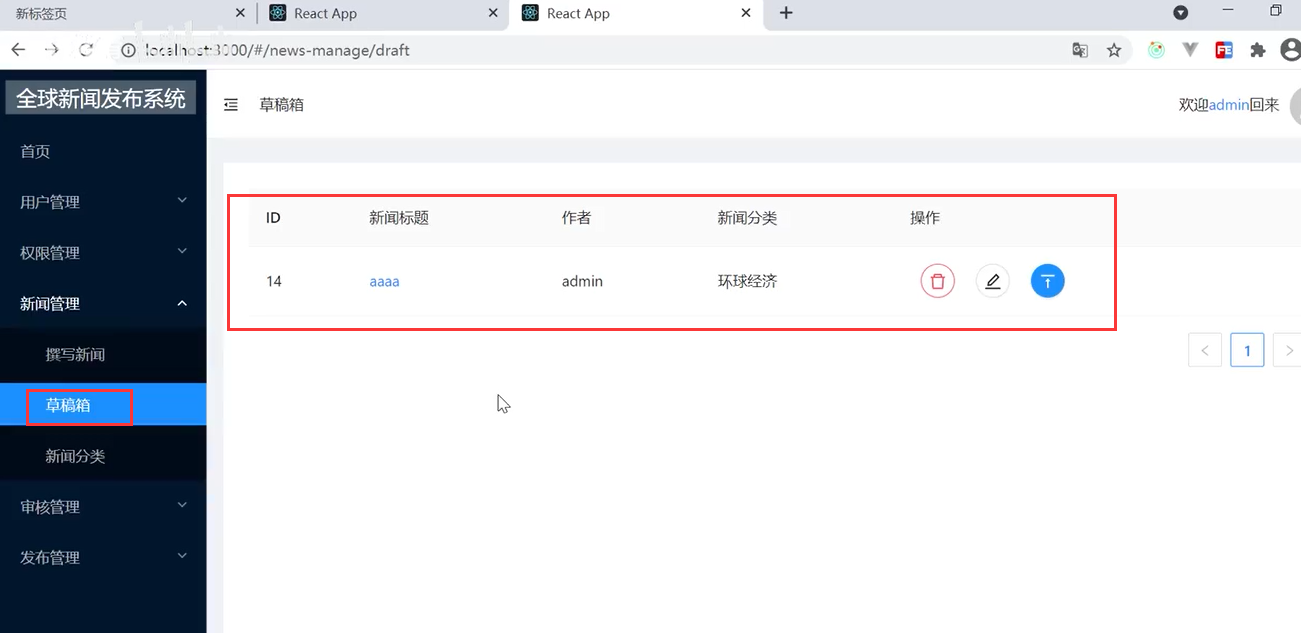 新标签页
React App
React App
localhost:3000/#/news-manage/draft
全球新闻发布系统
草稿箱
欢迎admin回来
首页
用户管理
权限管理
新闻管理
撰写新闻
草稿箱
新闻分类
审核管理
发布管理
ID 新闻标题 作者 新闻分类 操作
14 aaaa admin 环球经济
< 1 >